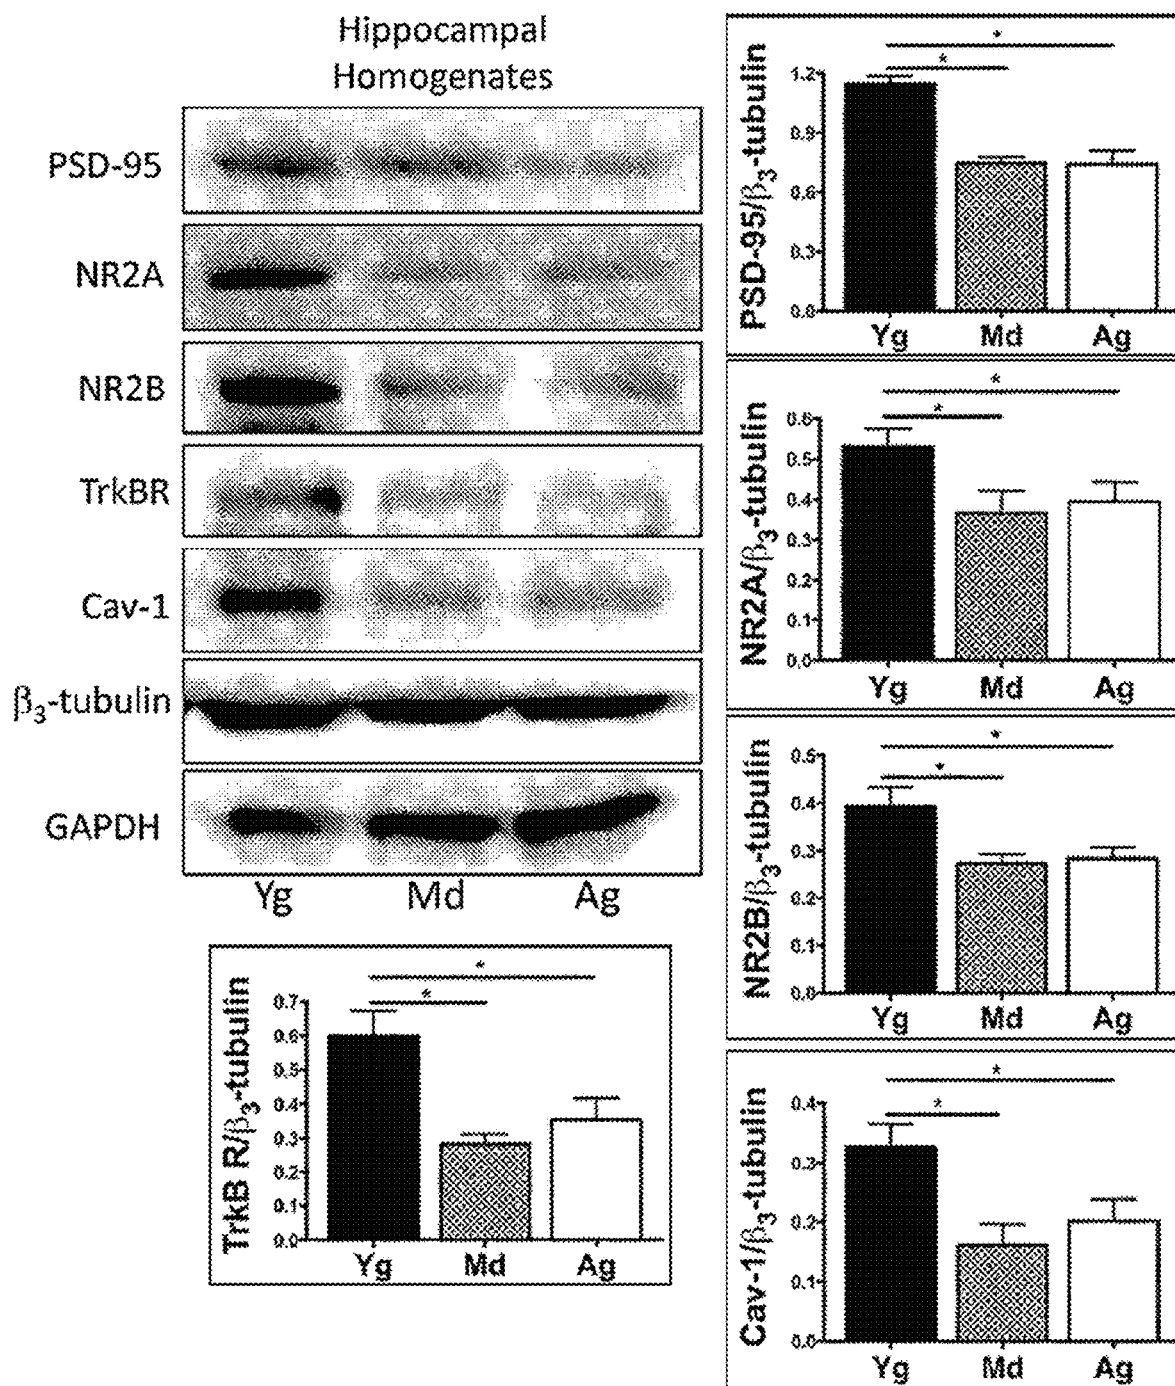 Hippocampal
Homogenates
PSD-95
NR2A
NR2B
TrkBR
Cav-1
β3-tubulin
GAPDH
Yg Md Ag
PSD-95/β3-tubulin
1.2
0.9
0.6
0.3
0.0
* *
Yg Md Ag
NR2A/β3-tubulin
0.6
0.5
0.4
0.3
0.2
0.1
0.0
* *
Yg Md Ag
NR2B/β3-tubulin
0.5
0.4
0.3
0.2
0.1
0.0
* *
Yg Md Ag
TrkB R/β3-tubulin
0.7
0.6
0.5
0.4
0.3
0.2
0.1
0.0
* *
Yg Md Ag
Cav-1/β3-tubulin
0.4
0.3
0.2
0.1
0.0
* *
Yg Md Ag